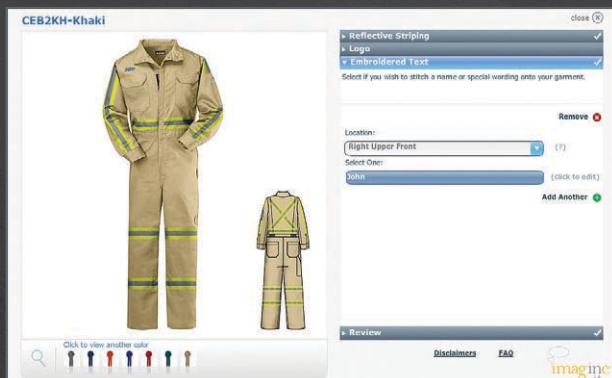 CEB2KH-Khaki
close
Reflective Striping
Logo
Embroidered Text
Select if you wish to stitch a name or special wording onto your garment.
Remove
Location:
Right Upper Front
(?)
Select One:
John
(click to edit)
Add Another
Review
Click to view another color
Disclaimers
FAQ
imagine